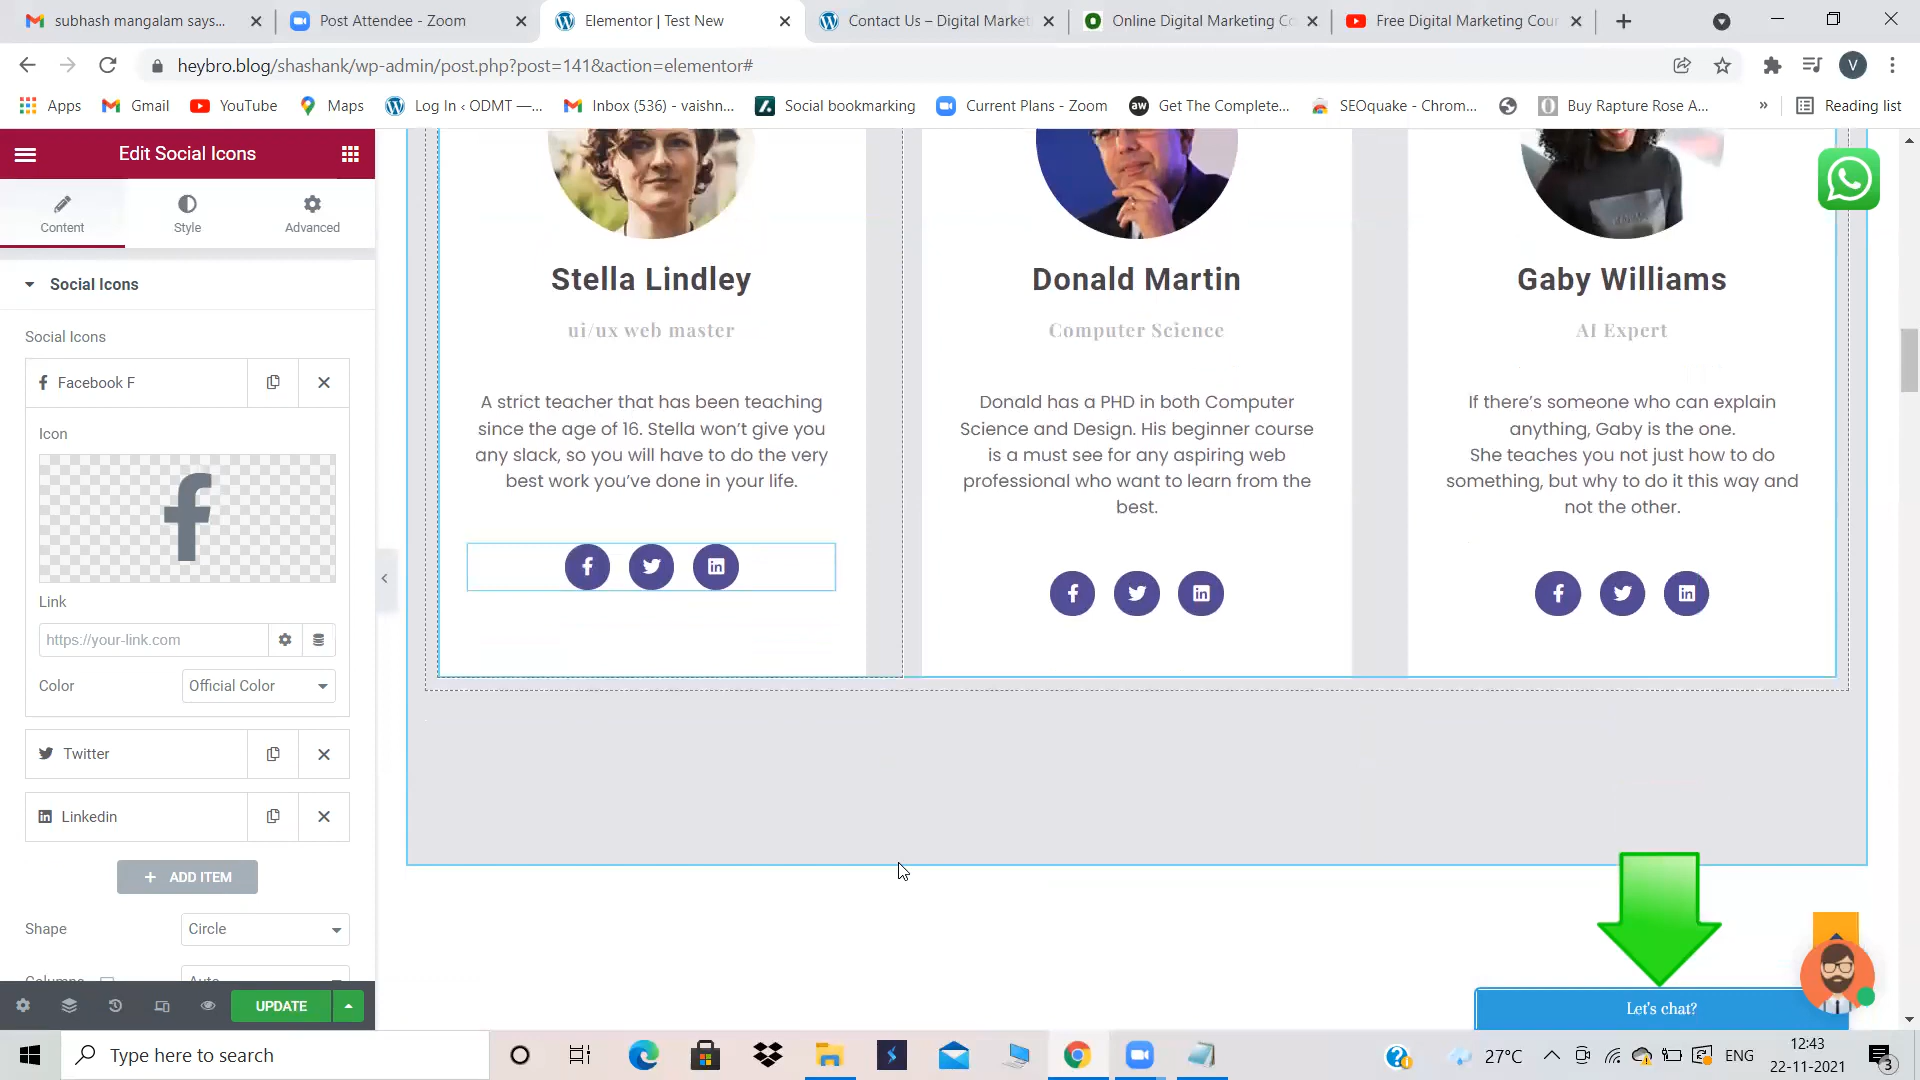 subhash mangalam says...
Post Attendee - Zoom
Elementor | Test New
Contact Us – Digital Market
Online Digital Marketing Co
Free Digital Marketing Cour
heybro.blog/shashank/wp-admin/post.php?post=141&action=elementor#
V
Apps
Gmail
YouTube
Maps
Log In ‹ ODMT —...
Inbox (536) - vaishn...
Social bookmarking
Current Plans - Zoom
aw
Get The Complete...
SEOquake - Chrom...
Buy Rapture Rose A...
»
Reading list
Edit Social Icons
Content
Style
Advanced
Social Icons
Social Icons
Facebook F
Icon
Link
https://your-link.com
Color
Official Color
Twitter
Linkedin
+ ADD ITEM
Shape
Circle
Columns
Auto
UPDATE
Stella Lindley
ui/ux web master
A strict teacher that has been teaching
since the age of 16. Stella won't give you
any slack, so you will have to do the very
best work you've done in your life.
Donald Martin
Computer Science
Donald has a PHD in both Computer
Science and Design. His beginner course
is a must see for any aspiring web
professional who want to learn from the
best.
Gaby Williams
AI Expert
If there's someone who can explain
anything, Gaby is the one.
She teaches you not just how to do
something, but why to do it this way and
not the other.
Let's chat?
Type here to search
27°C
ENG
12:43
22-11-2021
3